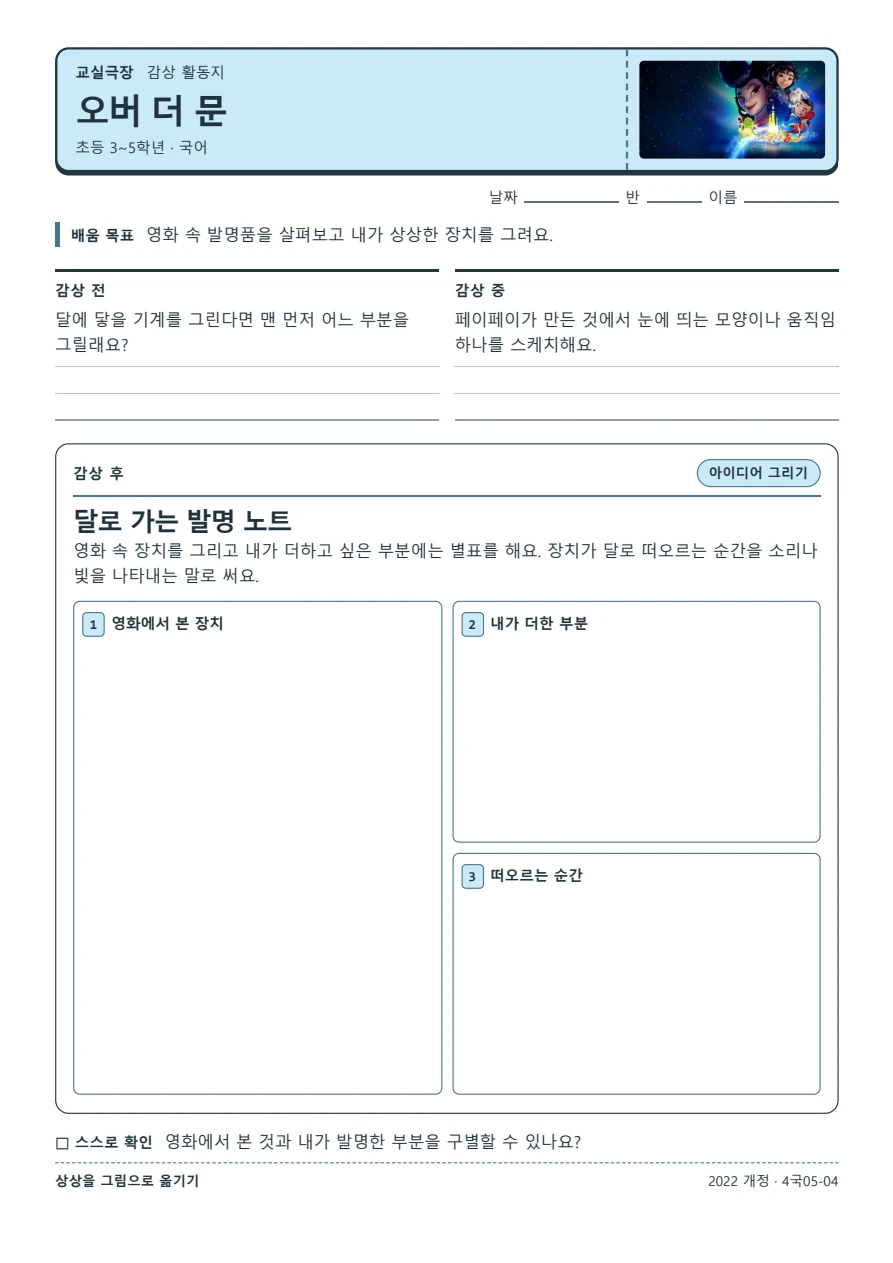 교실극장 감상 활동지
오버 더 문
초등 3~5학년 · 국어
날짜 반 이름
배움 목표 영화 속 발명품을 살펴보고 내가 상상한 장치를 그려요.
감상 전
달에 닿을 기계를 그린다면 맨 먼저 어느 부분을
그릴래요?
감상 중
페이페이가 만든 것에서 눈에 띄는 모양이나 움직임
하나를 스케치해요.
감상 후
아이디어 그리기
달로 가는 발명 노트
영화 속 장치를 그리고 내가 더하고 싶은 부분에는 별표를 해요. 장치가 달로 떠오르는 순간을 소리나
빛을 나타내는 말로 써요.
1 영화에서 본 장치
2 내가 더한 부분
3 떠오르는 순간
스스로 확인 영화에서 본 것과 내가 발명한 부분을 구별할 수 있나요?
상상을 그림으로 옮기기
2022 개정 · 4국05-04